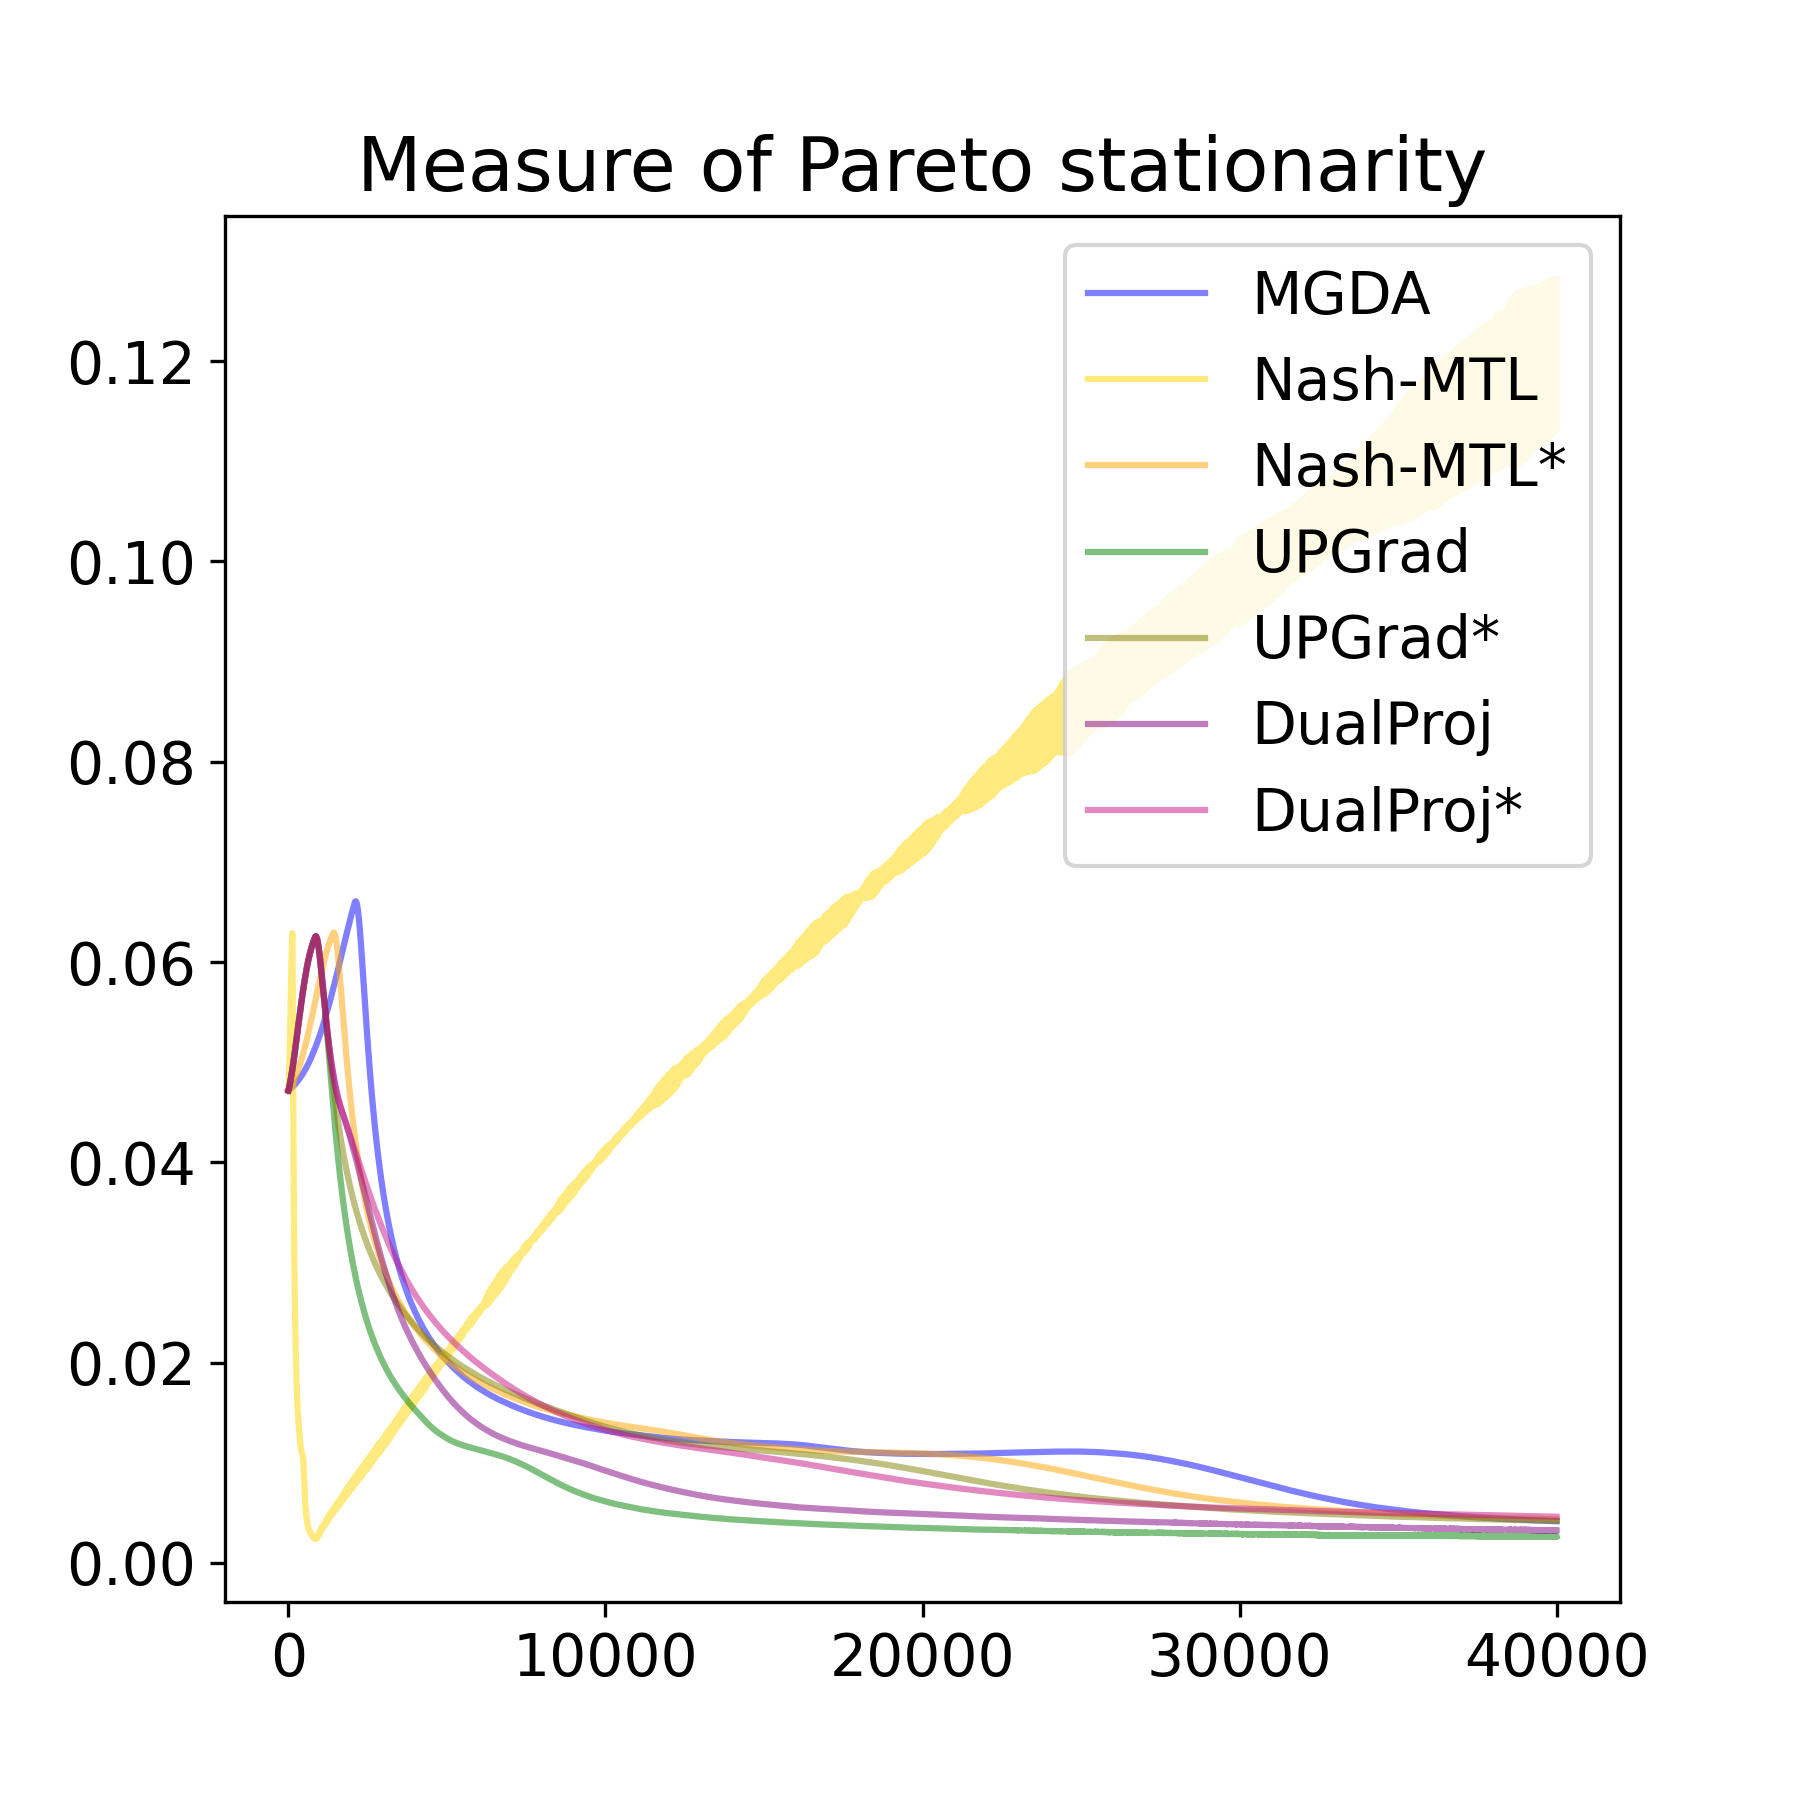 Measure of Pareto stationarity
MGDA
Nash-MTL
Nash-MTL*
UPGrad
UPGrad*
DualProj
DualProj*
0.12
0.10
0.08
0.06
0.04
0.02
0.00
0 10000 20000 30000 40000